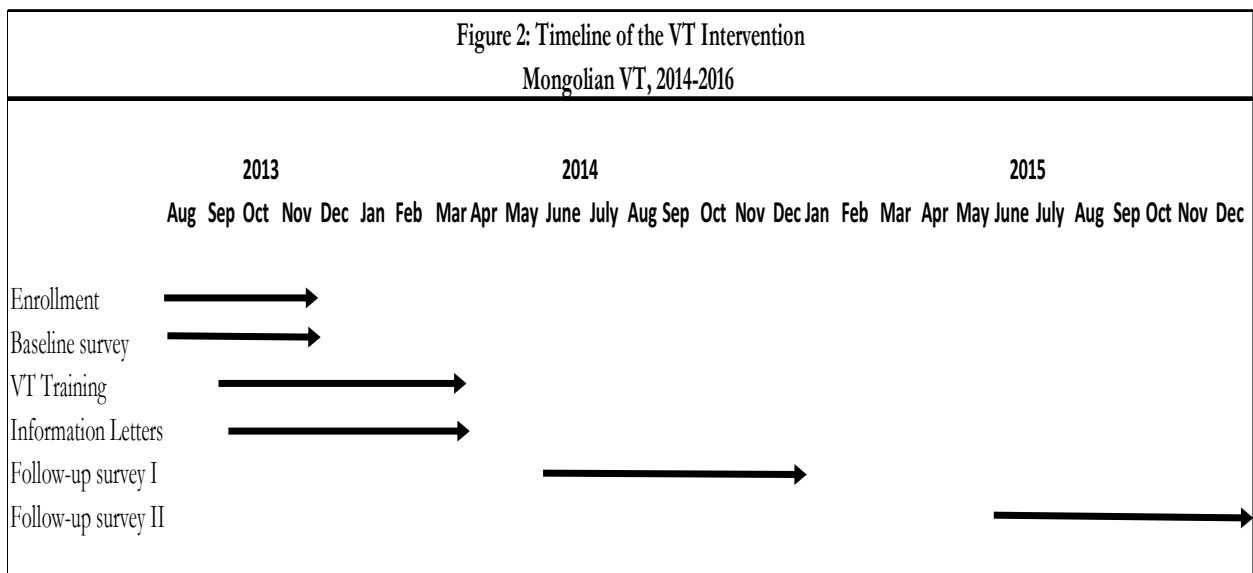 Figure 2: Timeline of the VT Intervention
Mongolian VT, 2014-2016
2013 2014 2015
Aug Sep Oct Nov Dec Jan Feb Mar Apr May June July Aug Sep Oct Nov Dec Jan Feb Mar Apr May June July Aug Sep Oct Nov Dec
Enrollment
Baseline survey
VT Training
Information Letters
Follow-up survey I
Follow-up survey II